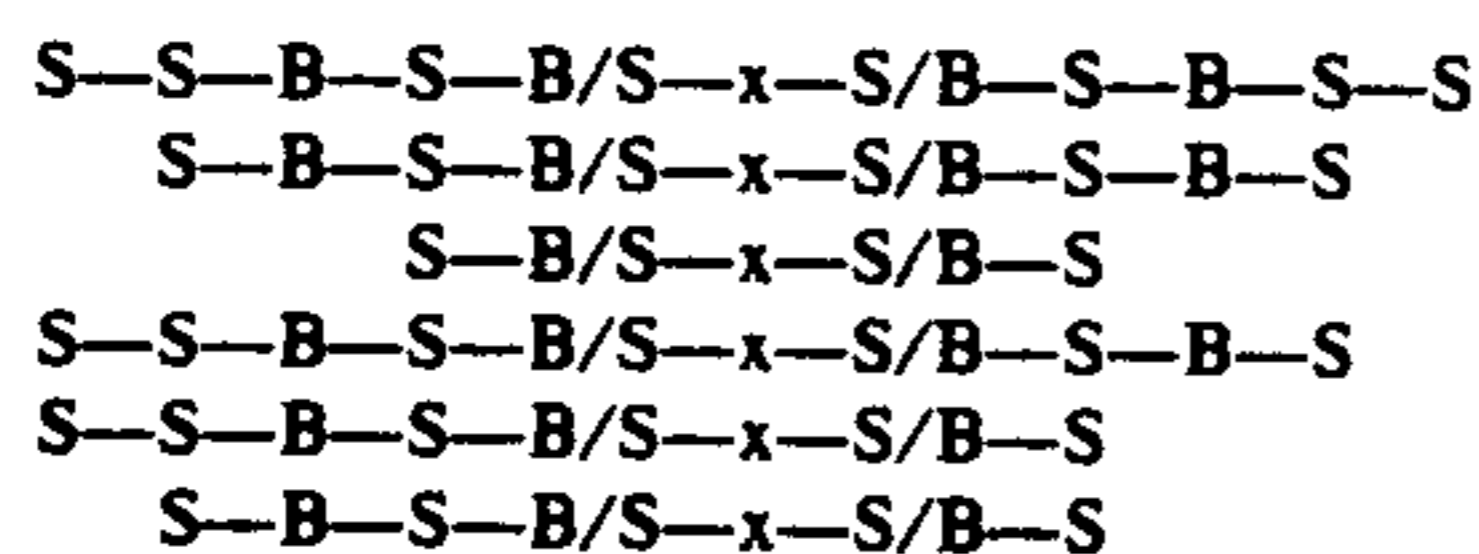 S—S—B—S—B/S—x—S/B—S—B—S—S
S—B—S—B/S—x—S/B—S—B—S
S—B/S—x—S/B—S
S—S—B—S—B/S—x—S/B—S—B—S
S—S—B—S—B/S—x—S/B—S
S—B—S—B/S—x—S/B—S